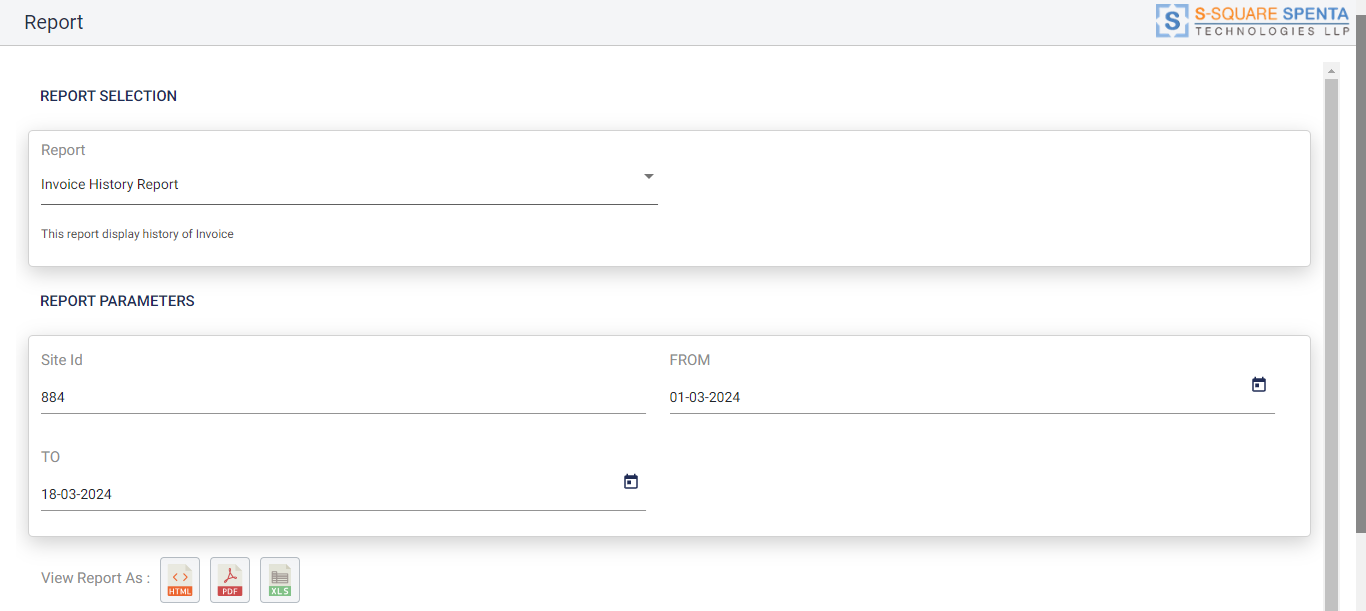 Report
S
S-SQUARE SPENTA
TECHNOLOGIES LLP
REPORT SELECTION
Report
Invoice History Report
This report display history of Invoice
REPORT PARAMETERS
Site Id
884
FROM
01-03-2024
TO
18-03-2024
View Report As :
HTML
PDF
XLS